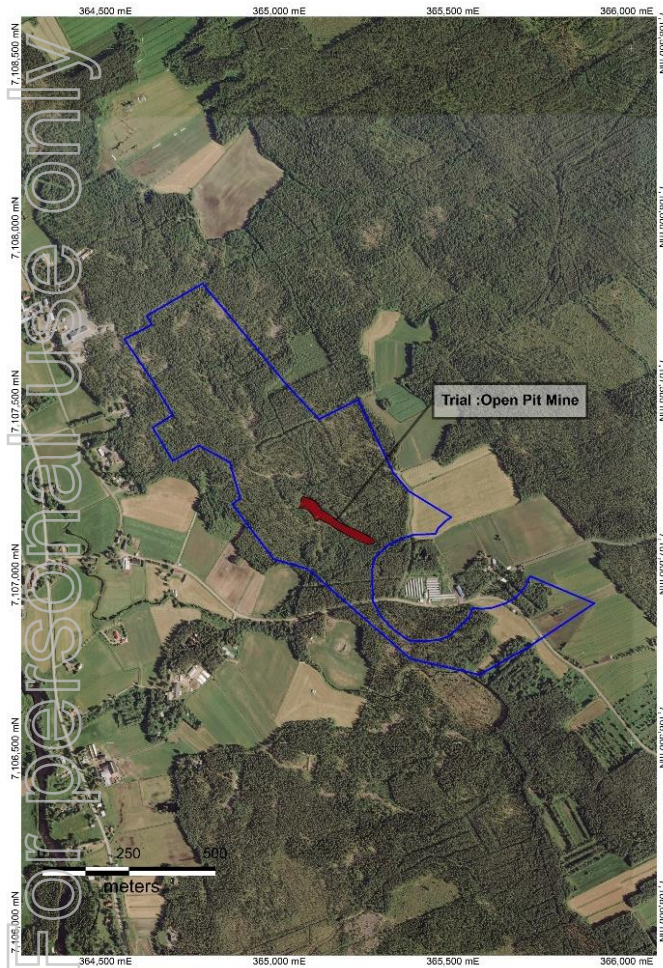 364,500 mE 365,000 mE 365,500 mE 366,000 mE
7,108,500 mN
7,108,000 mN
7,107,500 mN
7,107,000 mN
7,106,500 mN
7,106,000 mN
For personal use only
Trial :Open Pit Mine
250 500
meters
364,500 mE 365,000 mE 365,500 mE 366,000 mE